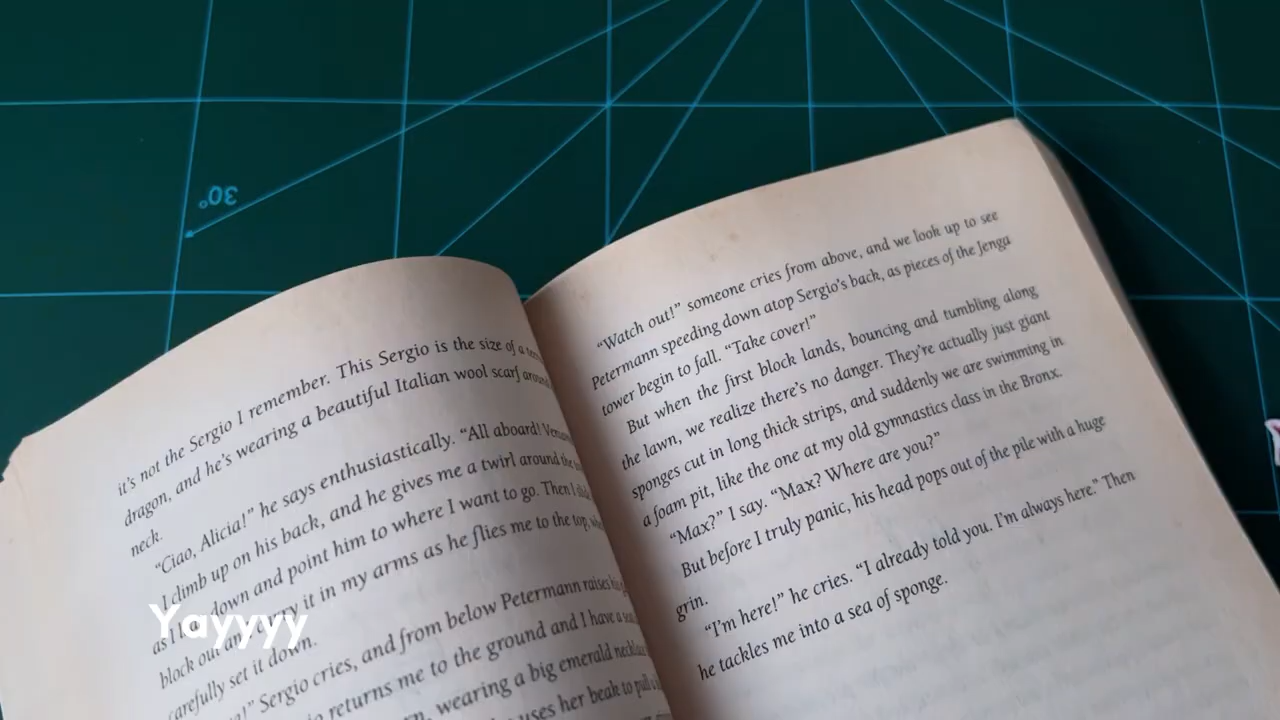 30°
it's not the Sergio I remember. This Sergio is the size of a
dragon, and he's wearing a beautiful Italian wool scarf around
neck.
“Ciao, Alicia!” he says enthusiastically. “All aboard!
I climb up on his back, and he gives me a twirl around the
as I down and point him to where I want to go. Then I
block out and carry it in my arms as he flies me to the top,
carefully set it down.
Sergio cries, and from below Petermann raises his
returns me to the ground and I have a
wearing a big emerald necklace
uses her beak to pull
“Watch out!” someone cries from above, and we look up to see
Petermann speeding down atop Sergio's back, as pieces of the Jenga
tower begin to fall. “Take cover!”
But when the first block lands, bouncing and tumbling along
the lawn, we realize there's no danger. They're actually just giant
sponges cut in long thick strips, and suddenly we are swimming in
a foam pit, like the one at my old gymnastics class in the Bronx.
“Max?” I say. “Max? Where are you?”
But before I truly panic, his head pops out of the pile with a huge
grin.
“I'm here!” he cries. “I already told you. I'm always here.” Then
he tackles me into a sea of sponge.
Yayyyy